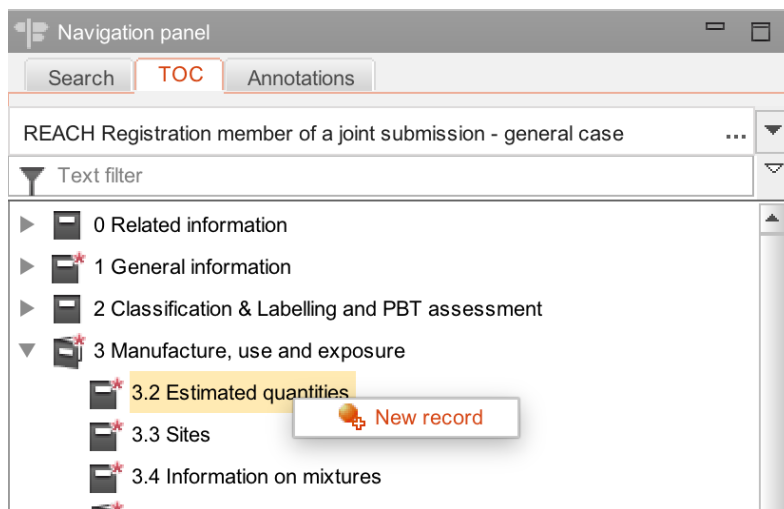 Navigation panel
Search TOC Annotations
REACH Registration member of a joint submission - general case ...
Text filter
0 Related information
1 General information
2 Classification & Labelling and PBT assessment
3 Manufacture, use and exposure
3.2 Estimated quantities
New record
3.3 Sites
3.4 Information on mixtures